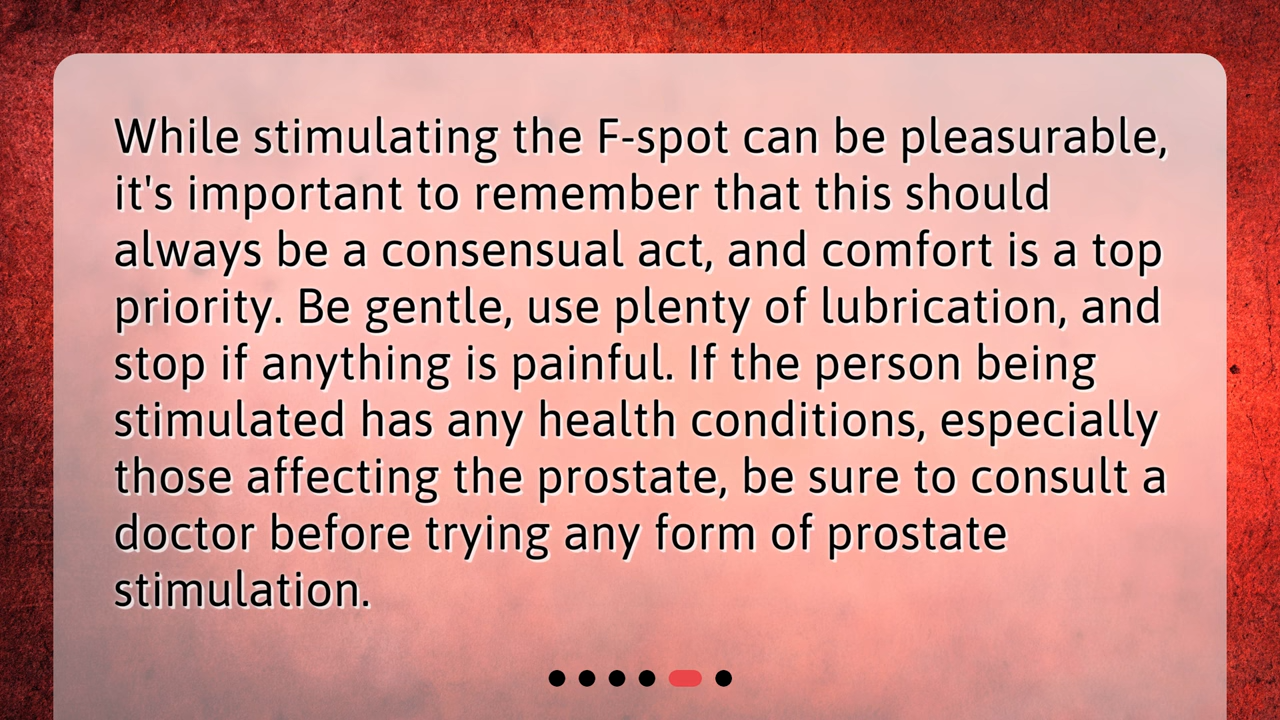 While stimulating the F-spot can be pleasurable,
it's important to remember that this should
always be a consensual act, and comfort is a top
priority. Be gentle, use plenty of lubrication, and
stop if anything is painful. If the person being
stimulated has any health conditions, especially
those affecting the prostate, be sure to consult a
doctor before trying any form of prostate
stimulation.